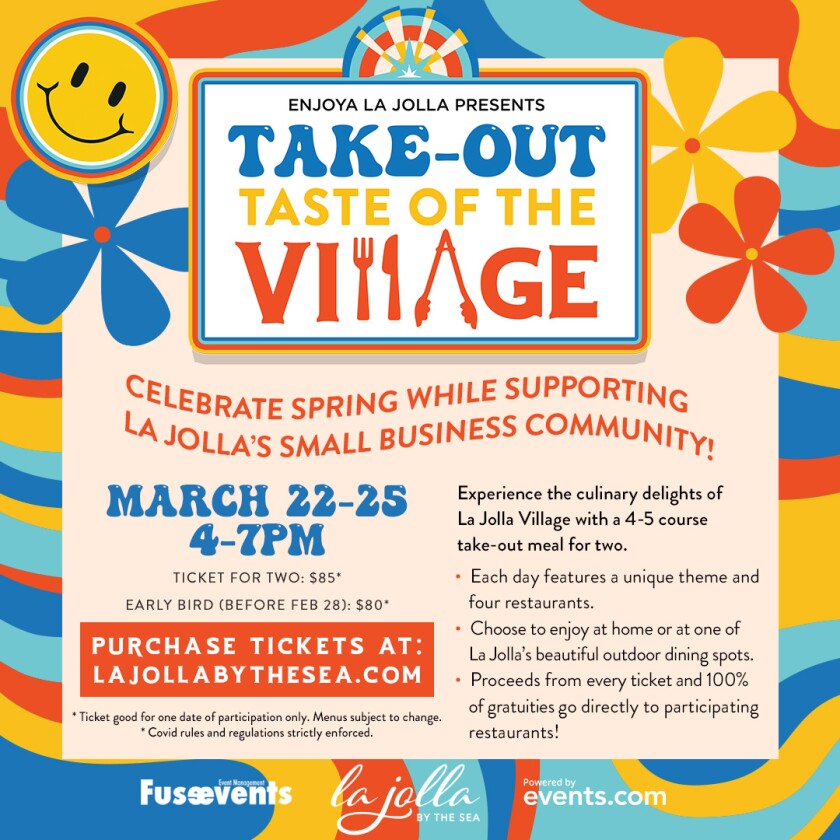 ENJOYA LA JOLLA PRESENTS
TAKE-OUT
TASTE OF THE
VILLAGE
CELEBRATE SPRING WHILE SUPPORTING
LA JOLLA'S SMALL BUSINESS COMMUNITY!
MARCH 22-25
4-7PM
TICKET FOR TWO: $85*
EARLY BIRD (BEFORE FEB 28): $80*
PURCHASE TICKETS AT:
LAJOLLABYTHESEA.COM
* Ticket good for one date of participation only. Menus subject to change.
* Covid rules and regulations strictly enforced.
Experience the culinary delights of
La Jolla Village with a 4-5 course
take-out meal for two.
• Each day features a unique theme and
four restaurants.
• Choose to enjoy at home or at one of
La Jolla's beautiful outdoor dining spots.
• Proceeds from every ticket and 100%
of gratuities go directly to participating
restaurants!
Event Management
Fuseevents
la jolla
BY THE SEA
Powered by
events.com